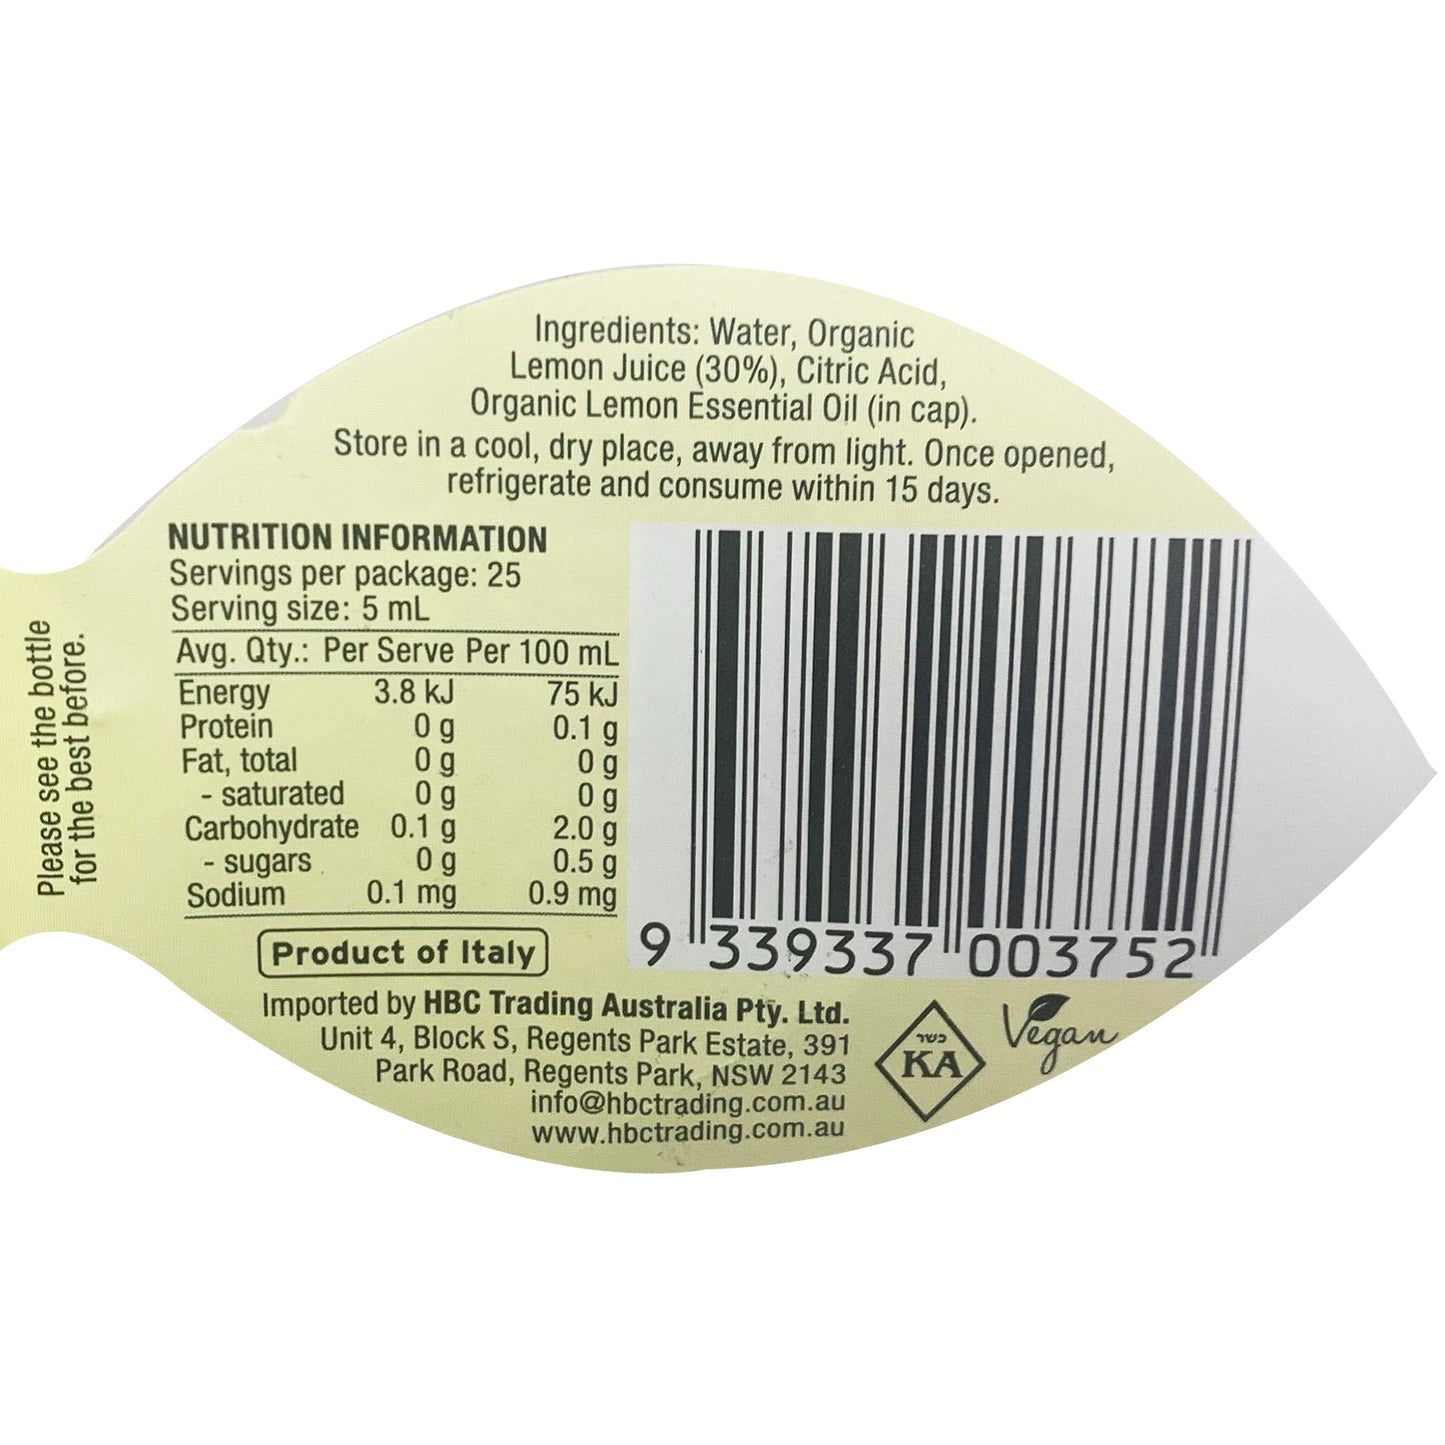 Ingredients: Water, Organic
Lemon Juice (30%), Citric Acid,
Organic Lemon Essential Oil (in cap).
Store in a cool, dry place, away from light. Once opened,
refrigerate and consume within 15 days.
NUTRITION INFORMATION
Servings per package: 25
Serving size: 5 mL
Avg. Qty.: Per Serve Per 100 mL
Energy 3.8 kJ 75 kJ
Protein 0 g 0.1 g
Fat, total 0 g 0 g
- saturated 0 g 0 g
Carbohydrate 0.1 g 2.0 g
- sugars 0 g 0.5 g
Sodium 0.1 mg 0.9 mg
Product of Italy
Imported by HBC Trading Australia Pty. Ltd.
Unit 4, Block S, Regents Park Estate, 391
Park Road, Regents Park, NSW 2143
info@hbctrading.com.au
www.hbctrading.com.au
Please see the bottle
for the best before.
9 339337 003752
כשר
KA
Vegan